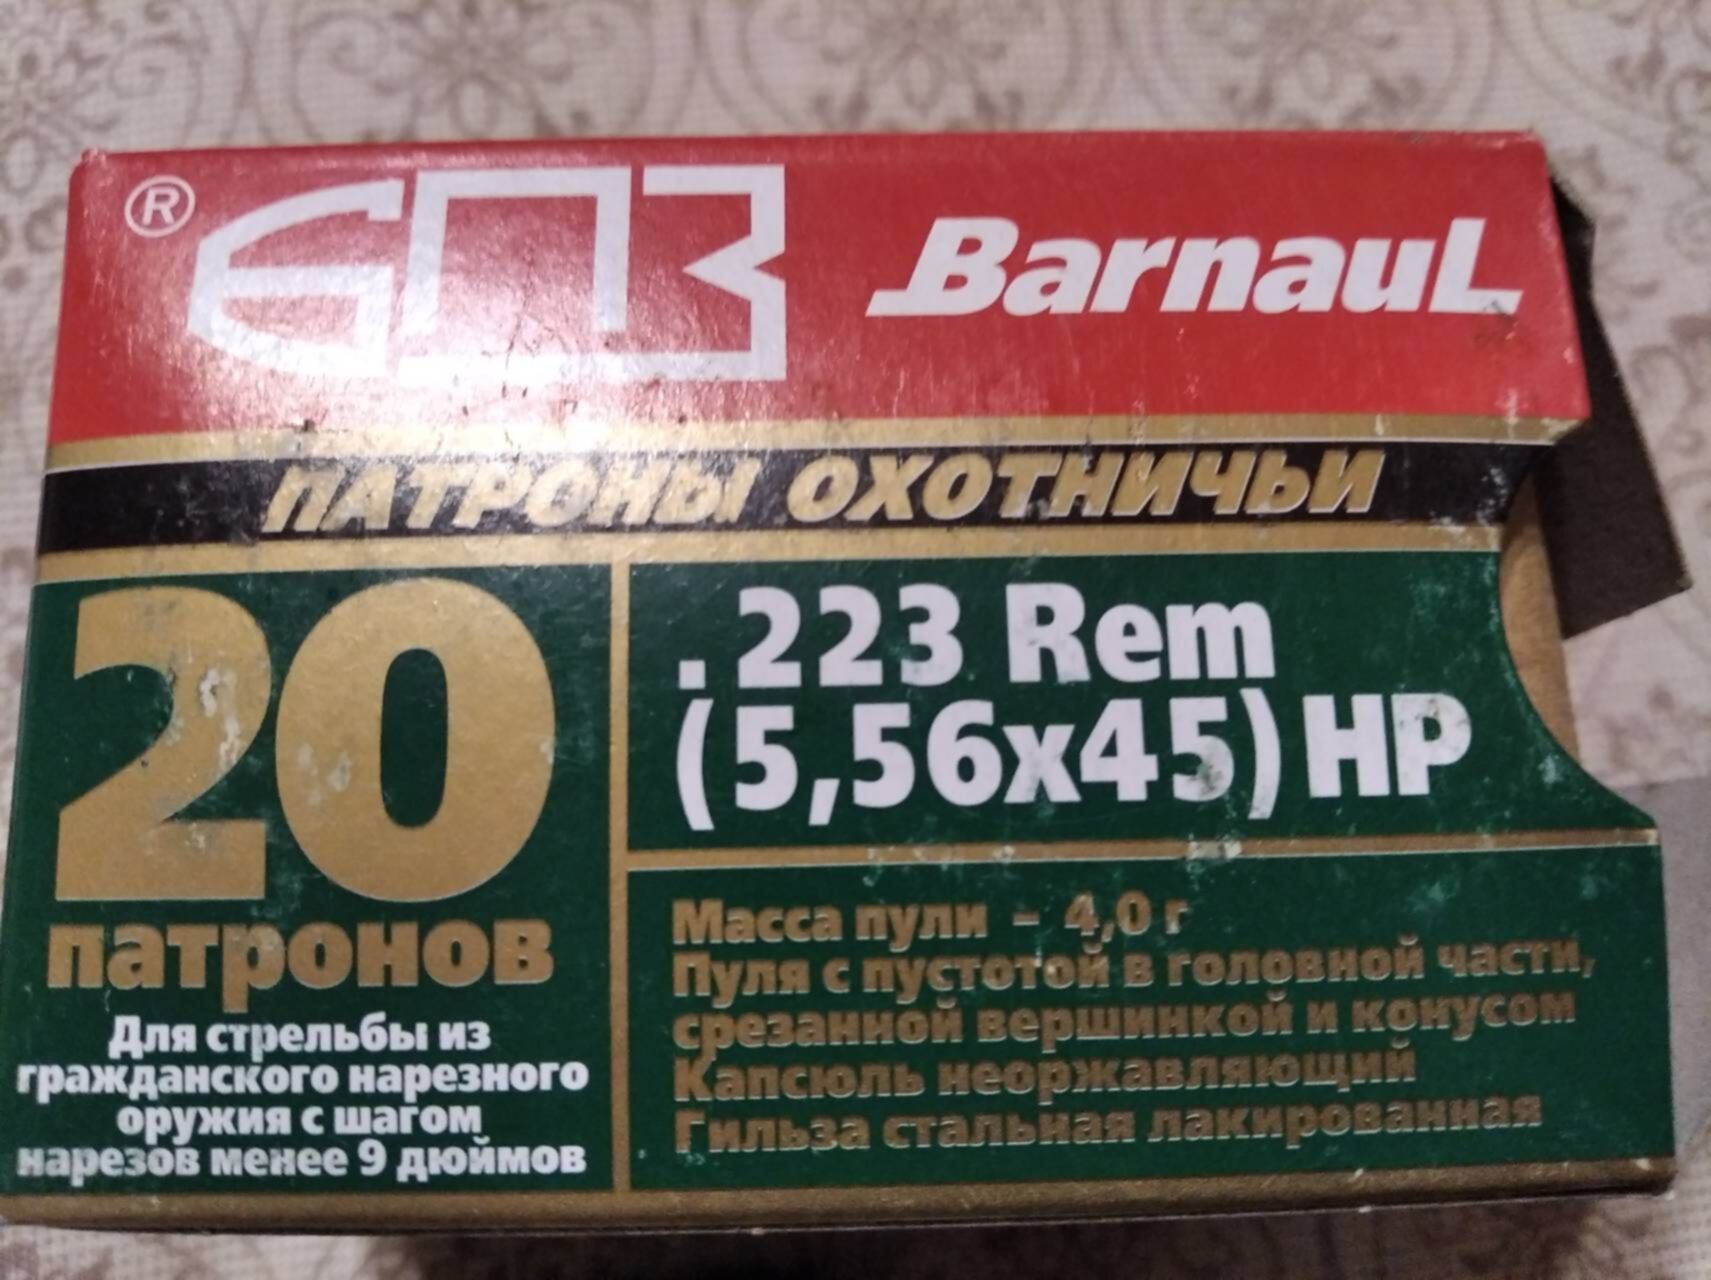 ® БПЗ Barnaul
ПАТРОНЫ ОХОТНИЧЬИ
20
патронов
Для стрельбы из
гражданского нарезного
оружия с шагом
нарезов менее 9 дюймов
.223 Rem
(5,56x45) HP
Масса пули - 4,0 г
Пуля с пустотой в головной части,
срезанной вершинкой и конусом
Капсюль неоржавляющий
Гильза стальная лакированная